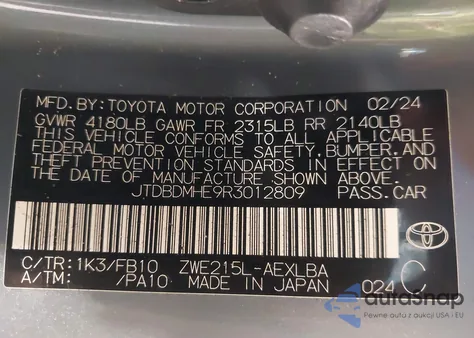 MFD. BY: TOYOTA MOTOR CORPORATION 02/24
GVWR 4180LB GAWR FR 2315LB RR 2140LB
THIS VEHICLE CONFORMS TO ALL APPLICABLE
FEDERAL MOTOR VEHICLE SAFETY, BUMPER, AND
THEFT PREVENTION STANDARDS IN EFFECT ON
THE DATE OF MANUFACTURE SHOWN ABOVE.
JTDBDMHE9R3012809 PASS.CAR
TOYOTA
C/TR: 1K3/FB10 ZWE215L-AEXLBA
A/TM: /PA10 MADE IN JAPAN 024 C
autoSnap
Pewne auta z USA i EU